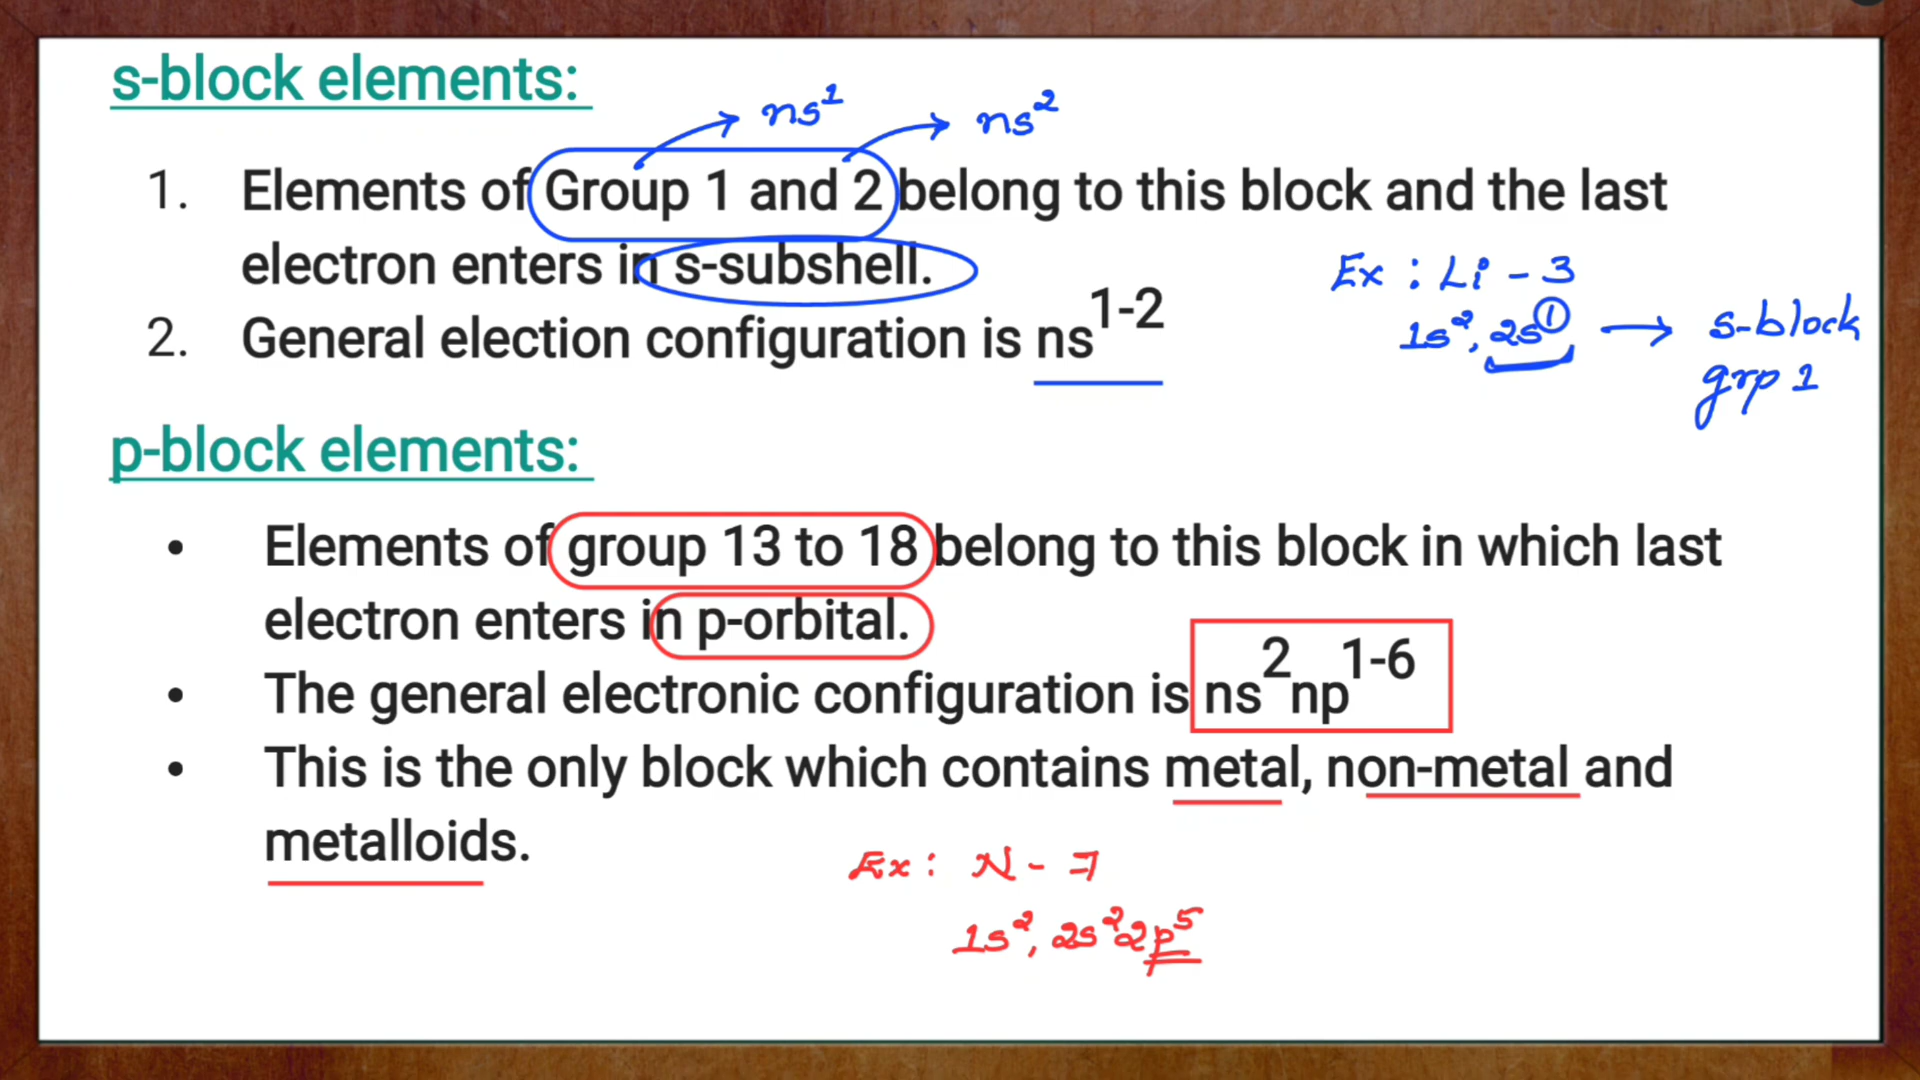 s-block elements:
ns¹ ns²
1. Elements of Group 1 and 2 belong to this block and the last
electron enters in s-subshell.
Ex : Li - 3
2. General election configuration is ns¹⁻²
1s², 2s¹ → s-block
grp 1
p-block elements:
• Elements of group 13 to 18 belong to this block in which last
electron enters in p-orbital.
• The general electronic configuration is ns²np¹⁻⁶
• This is the only block which contains metal, non-metal and
metalloids.
Ex : N - 7
1s², 2s²2p⁵